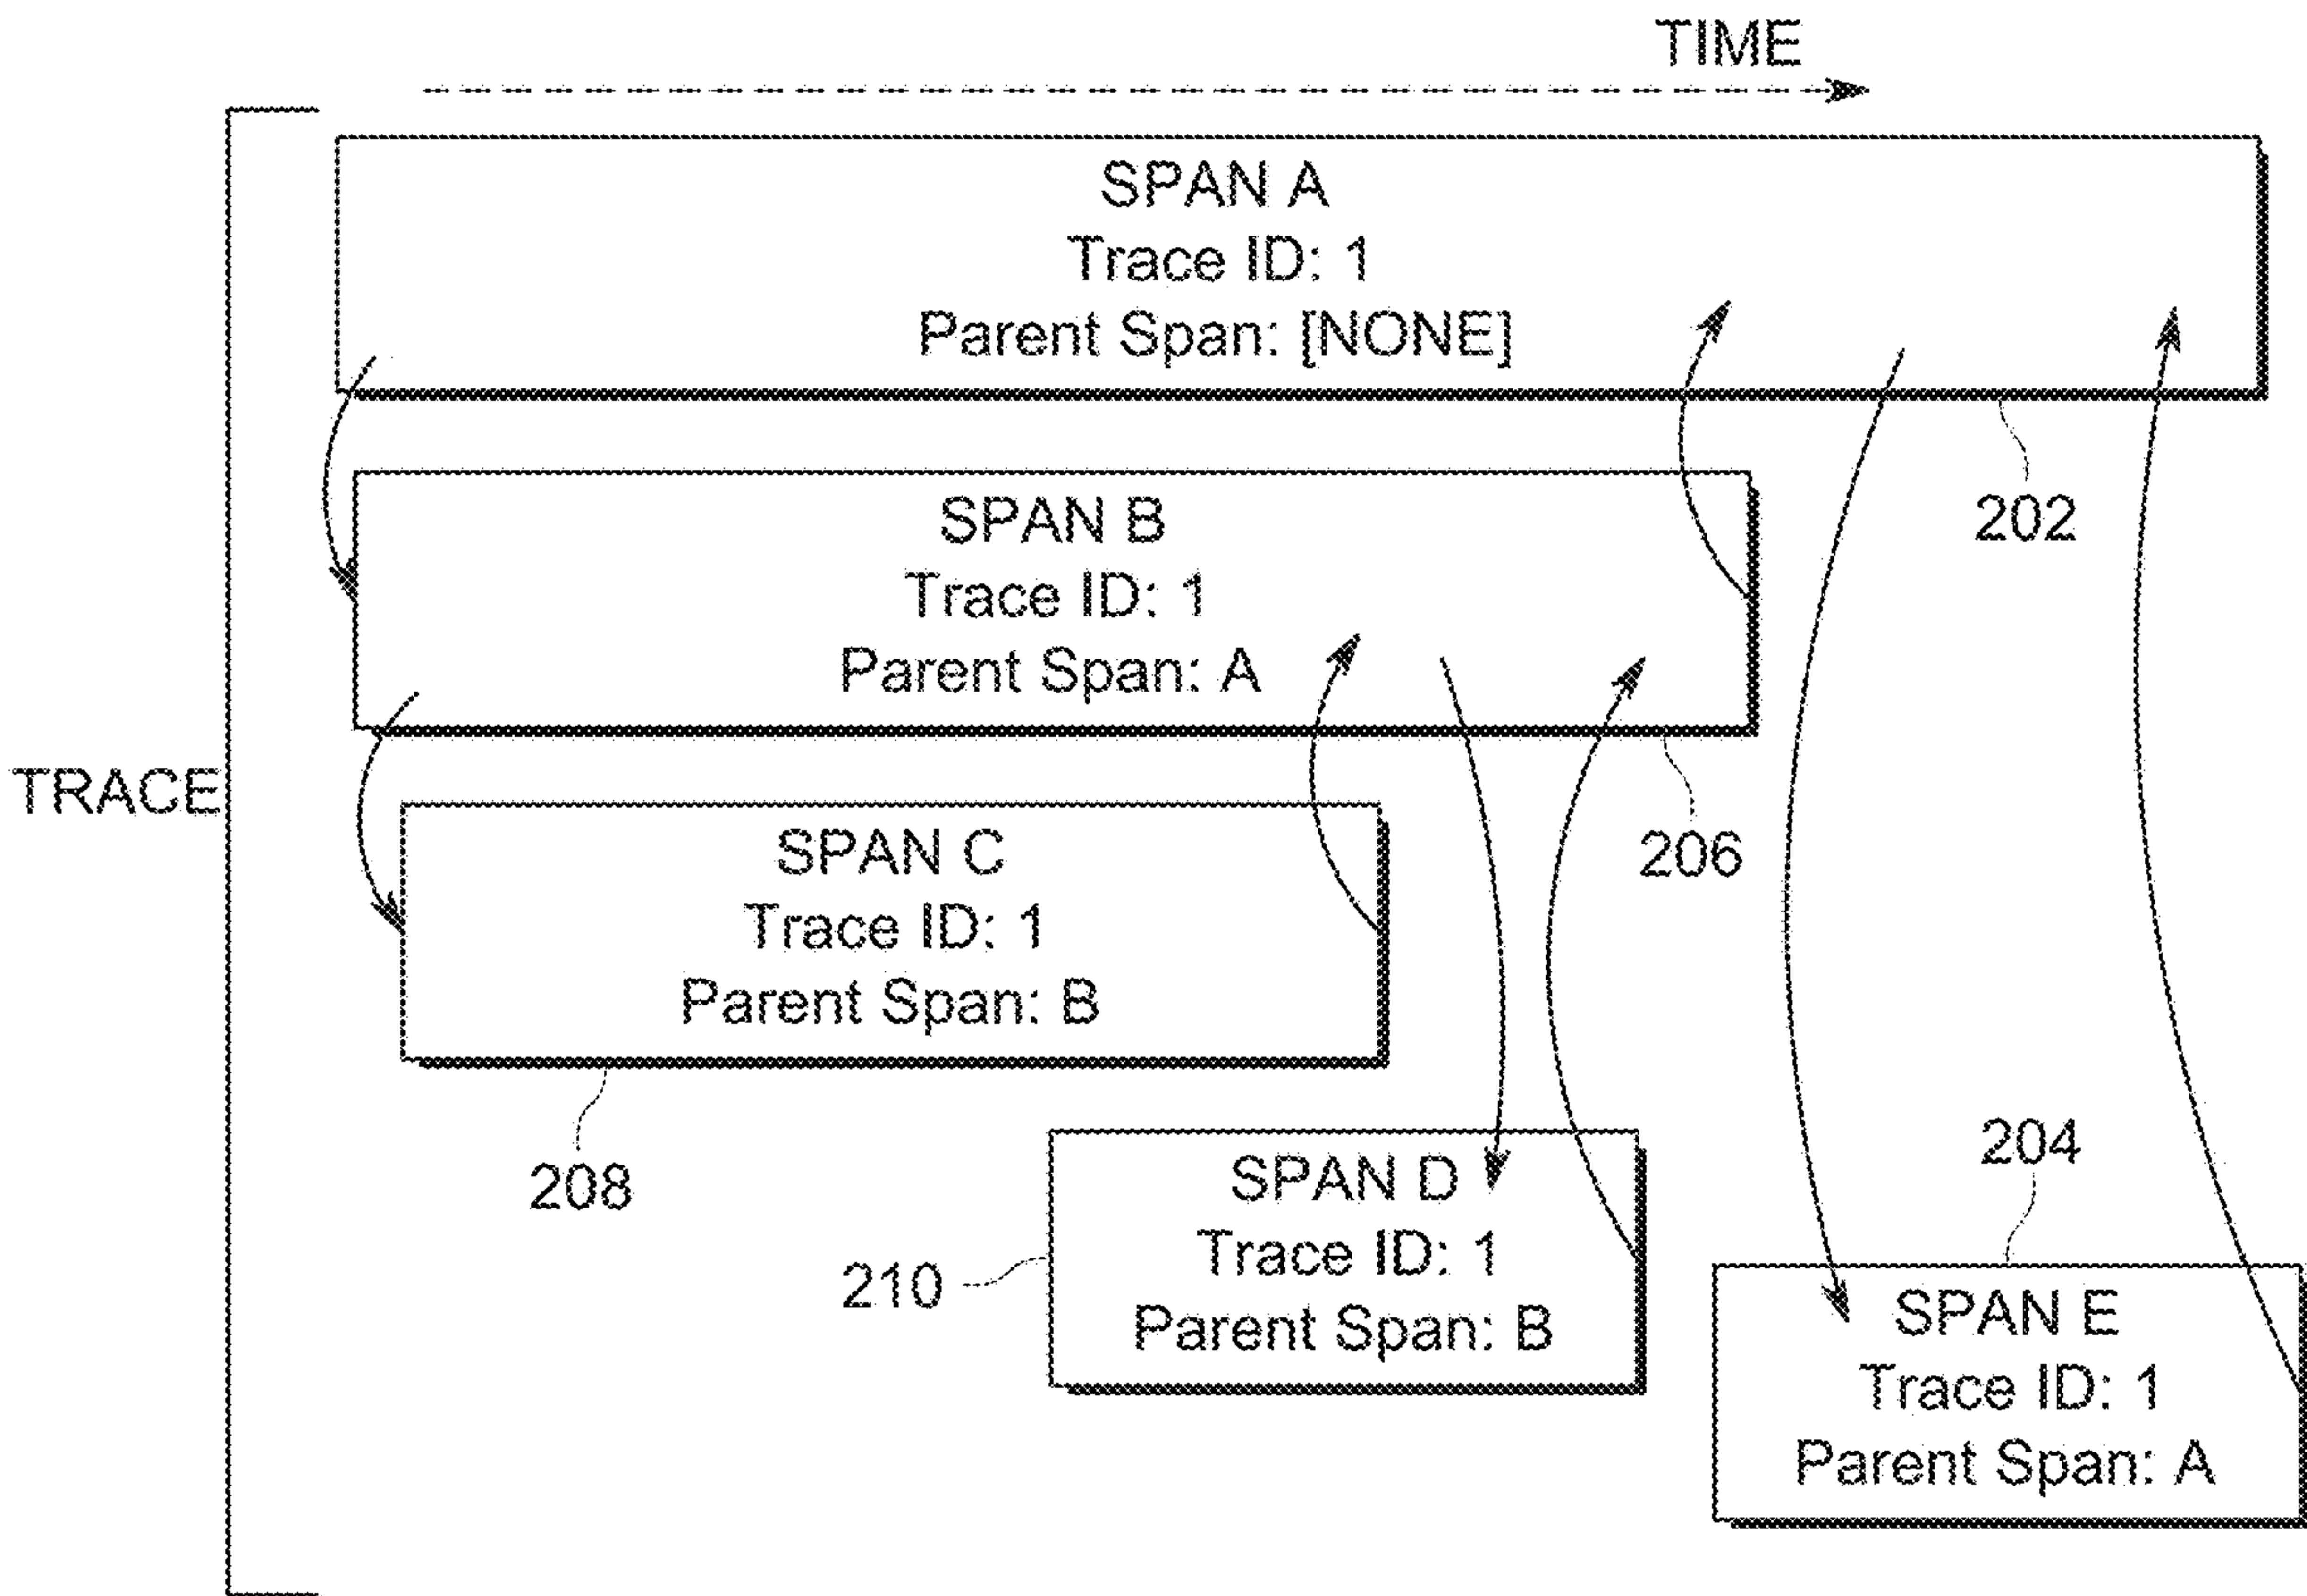 TIME
SPAN A
Trace ID: 1
Parent Span: [NONE]
202
SPAN B
Trace ID: 1
Parent Span: A
206
TRACE
SPAN C
Trace ID: 1
Parent Span: B
208
SPAN D
Trace ID: 1
Parent Span: B
210
204
SPAN E
Trace ID: 1
Parent Span: A